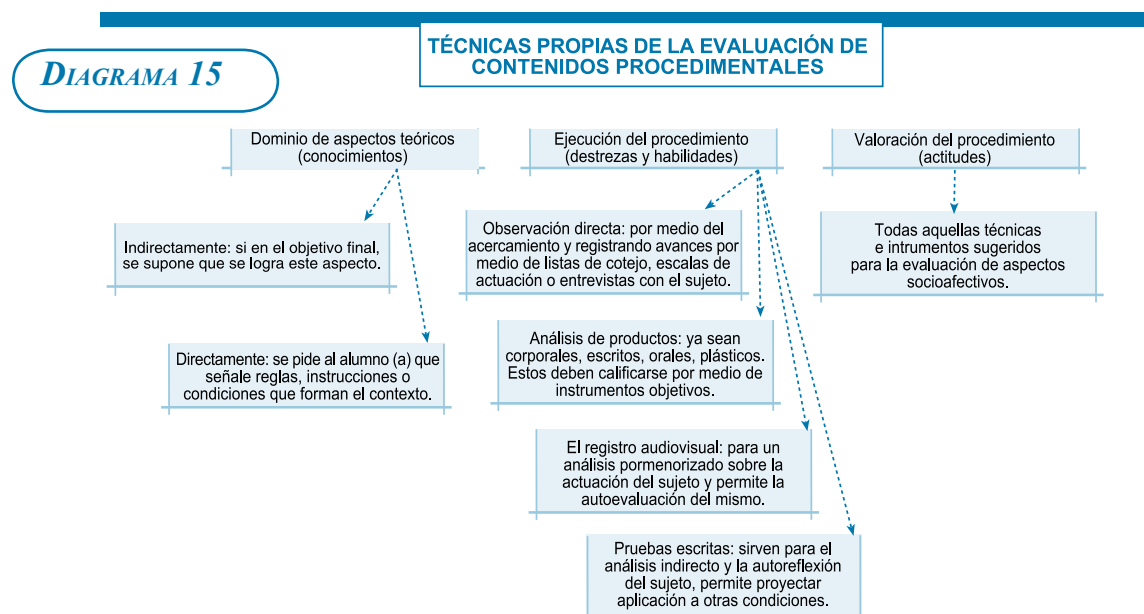 TÉCNICAS PROPIAS DE LA EVALUACIÓN DE
CONTENIDOS PROCEDIMENTALES
DIAGRAMA 15
Dominio de aspectos teóricos
(conocimientos)
Indirectamente: si en el objetivo final,
se supone que se logra este aspecto.
Directamente: se pide al alumno (a) que
señale reglas, instrucciones o
condiciones que forman el contexto.
Ejecución del procedimiento
(destrezas y habilidades)
Observación directa: por medio del
acercamiento y registrando avances por
medio de listas de cotejo, escalas de
actuación o entrevistas con el sujeto.
Análisis de productos: ya sean
corporales, escritos, orales, plásticos.
Estos deben calificarse por medio de
instrumentos objetivos.
El registro audiovisual: para un
análisis pormenorizado sobre la
actuación del sujeto y permite la
autoevaluación del mismo.
Pruebas escritas: sirven para el
análisis indirecto y la autoreflexión
del sujeto, permite proyectar
aplicación a otras condiciones.
Valoración del procedimiento
(actitudes)
Todas aquellas técnicas
e intrumentos sugeridos
para la evaluación de aspectos
socioafectivos.